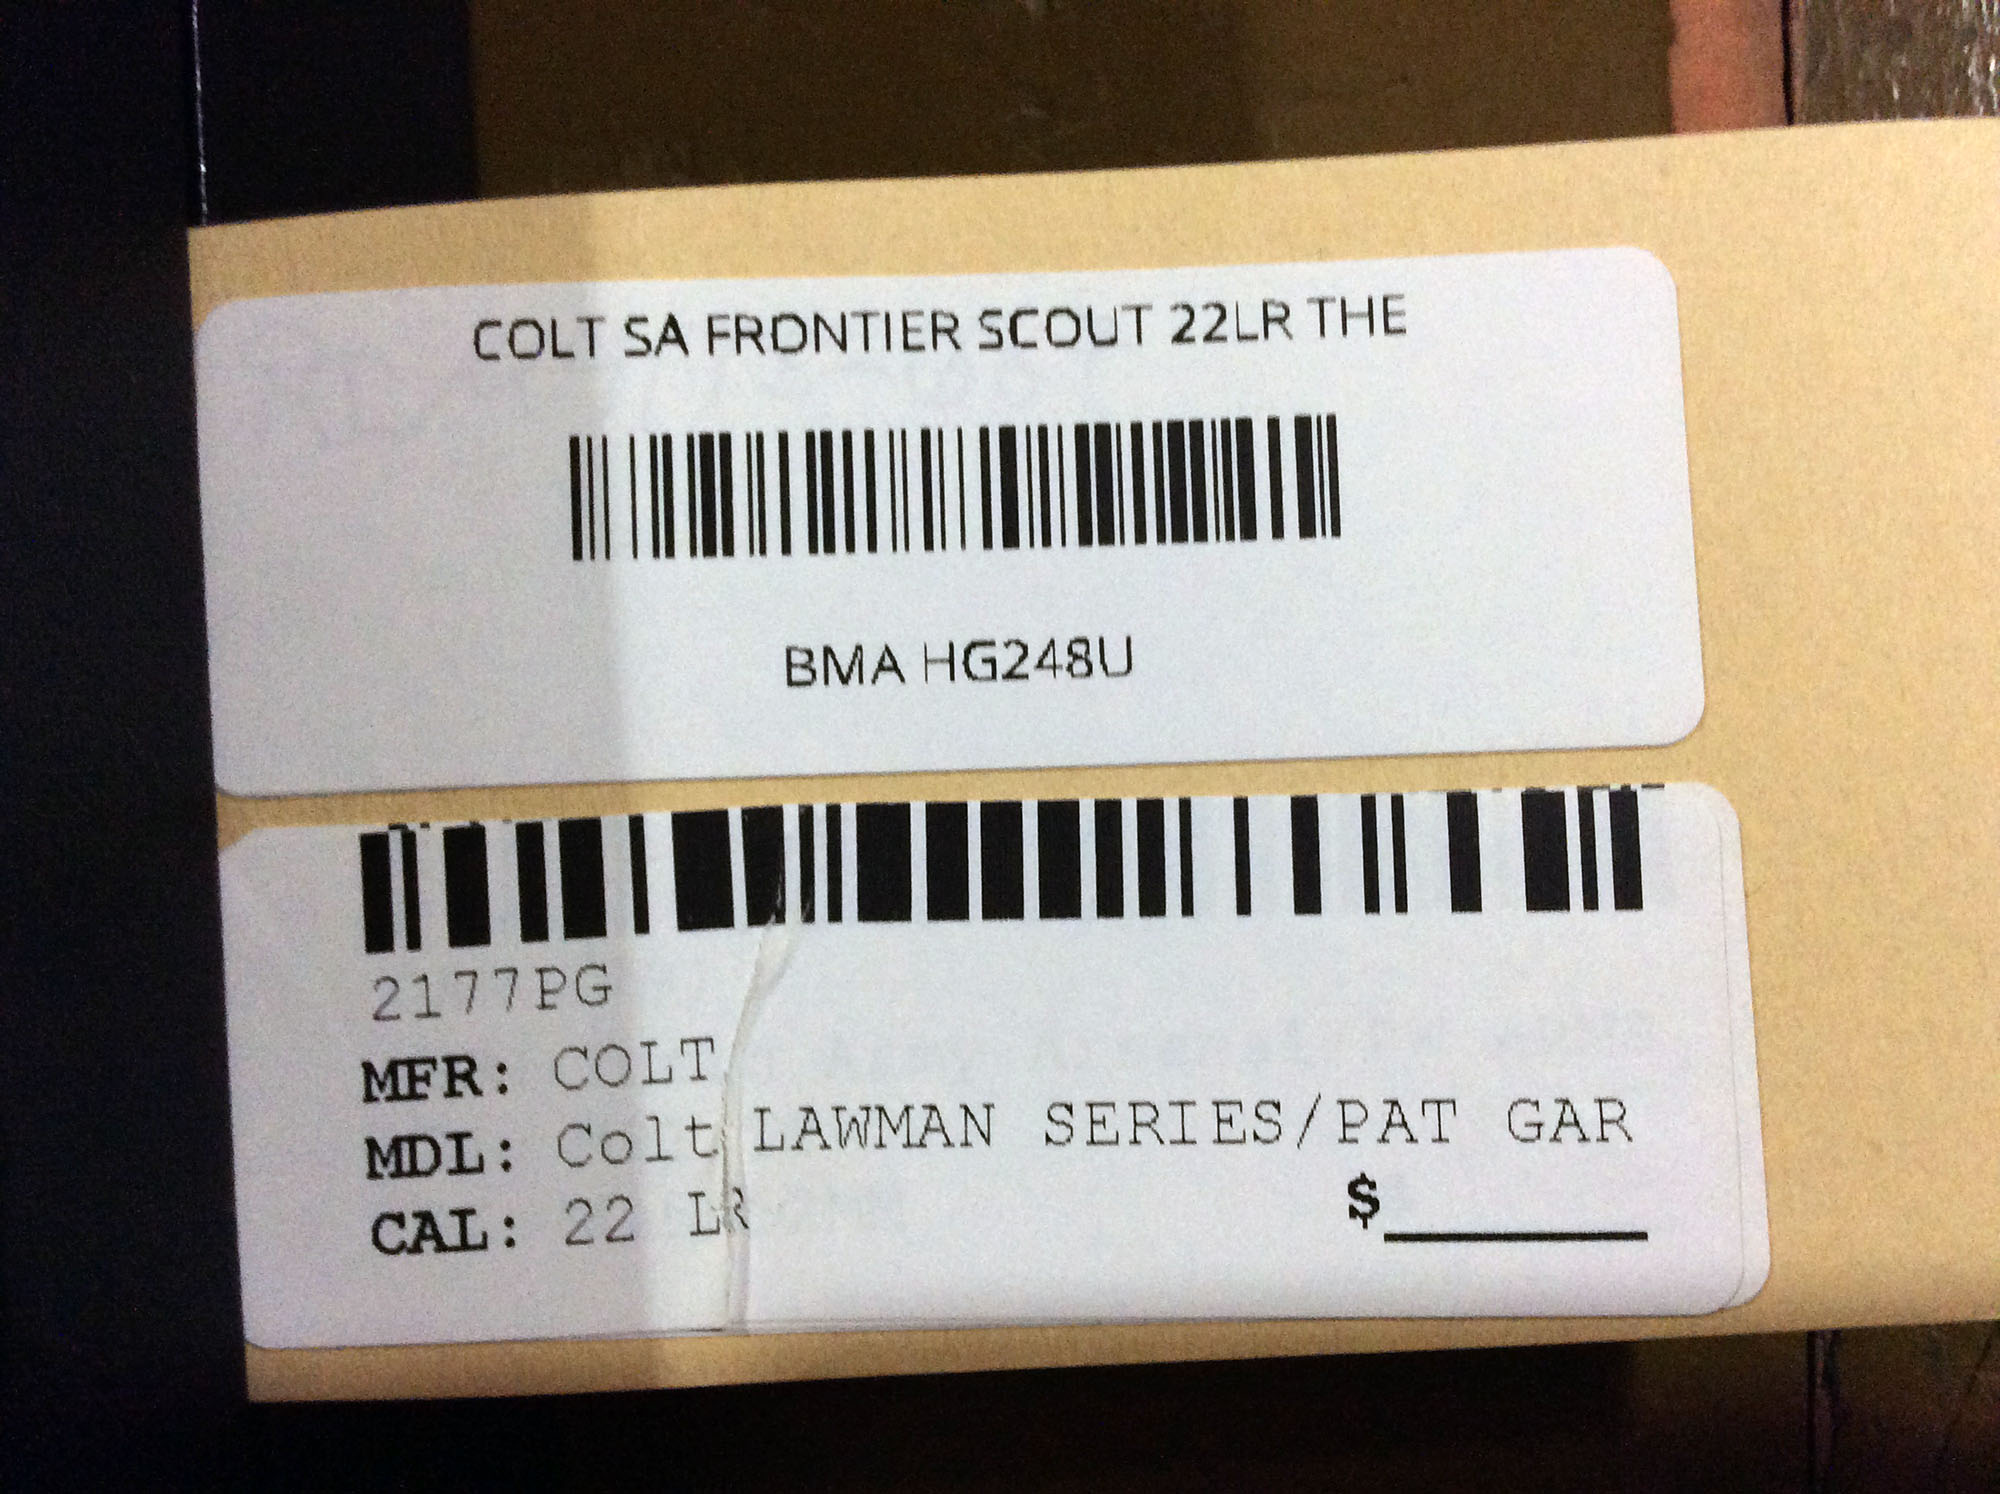 COLT SA FRONTIER SCOUT 22LR THE
BMA HG248U
2177PG
MFR: COLT
MDL: Colt LAWMAN SERIES/PAT GAR
CAL: 22 LR
$